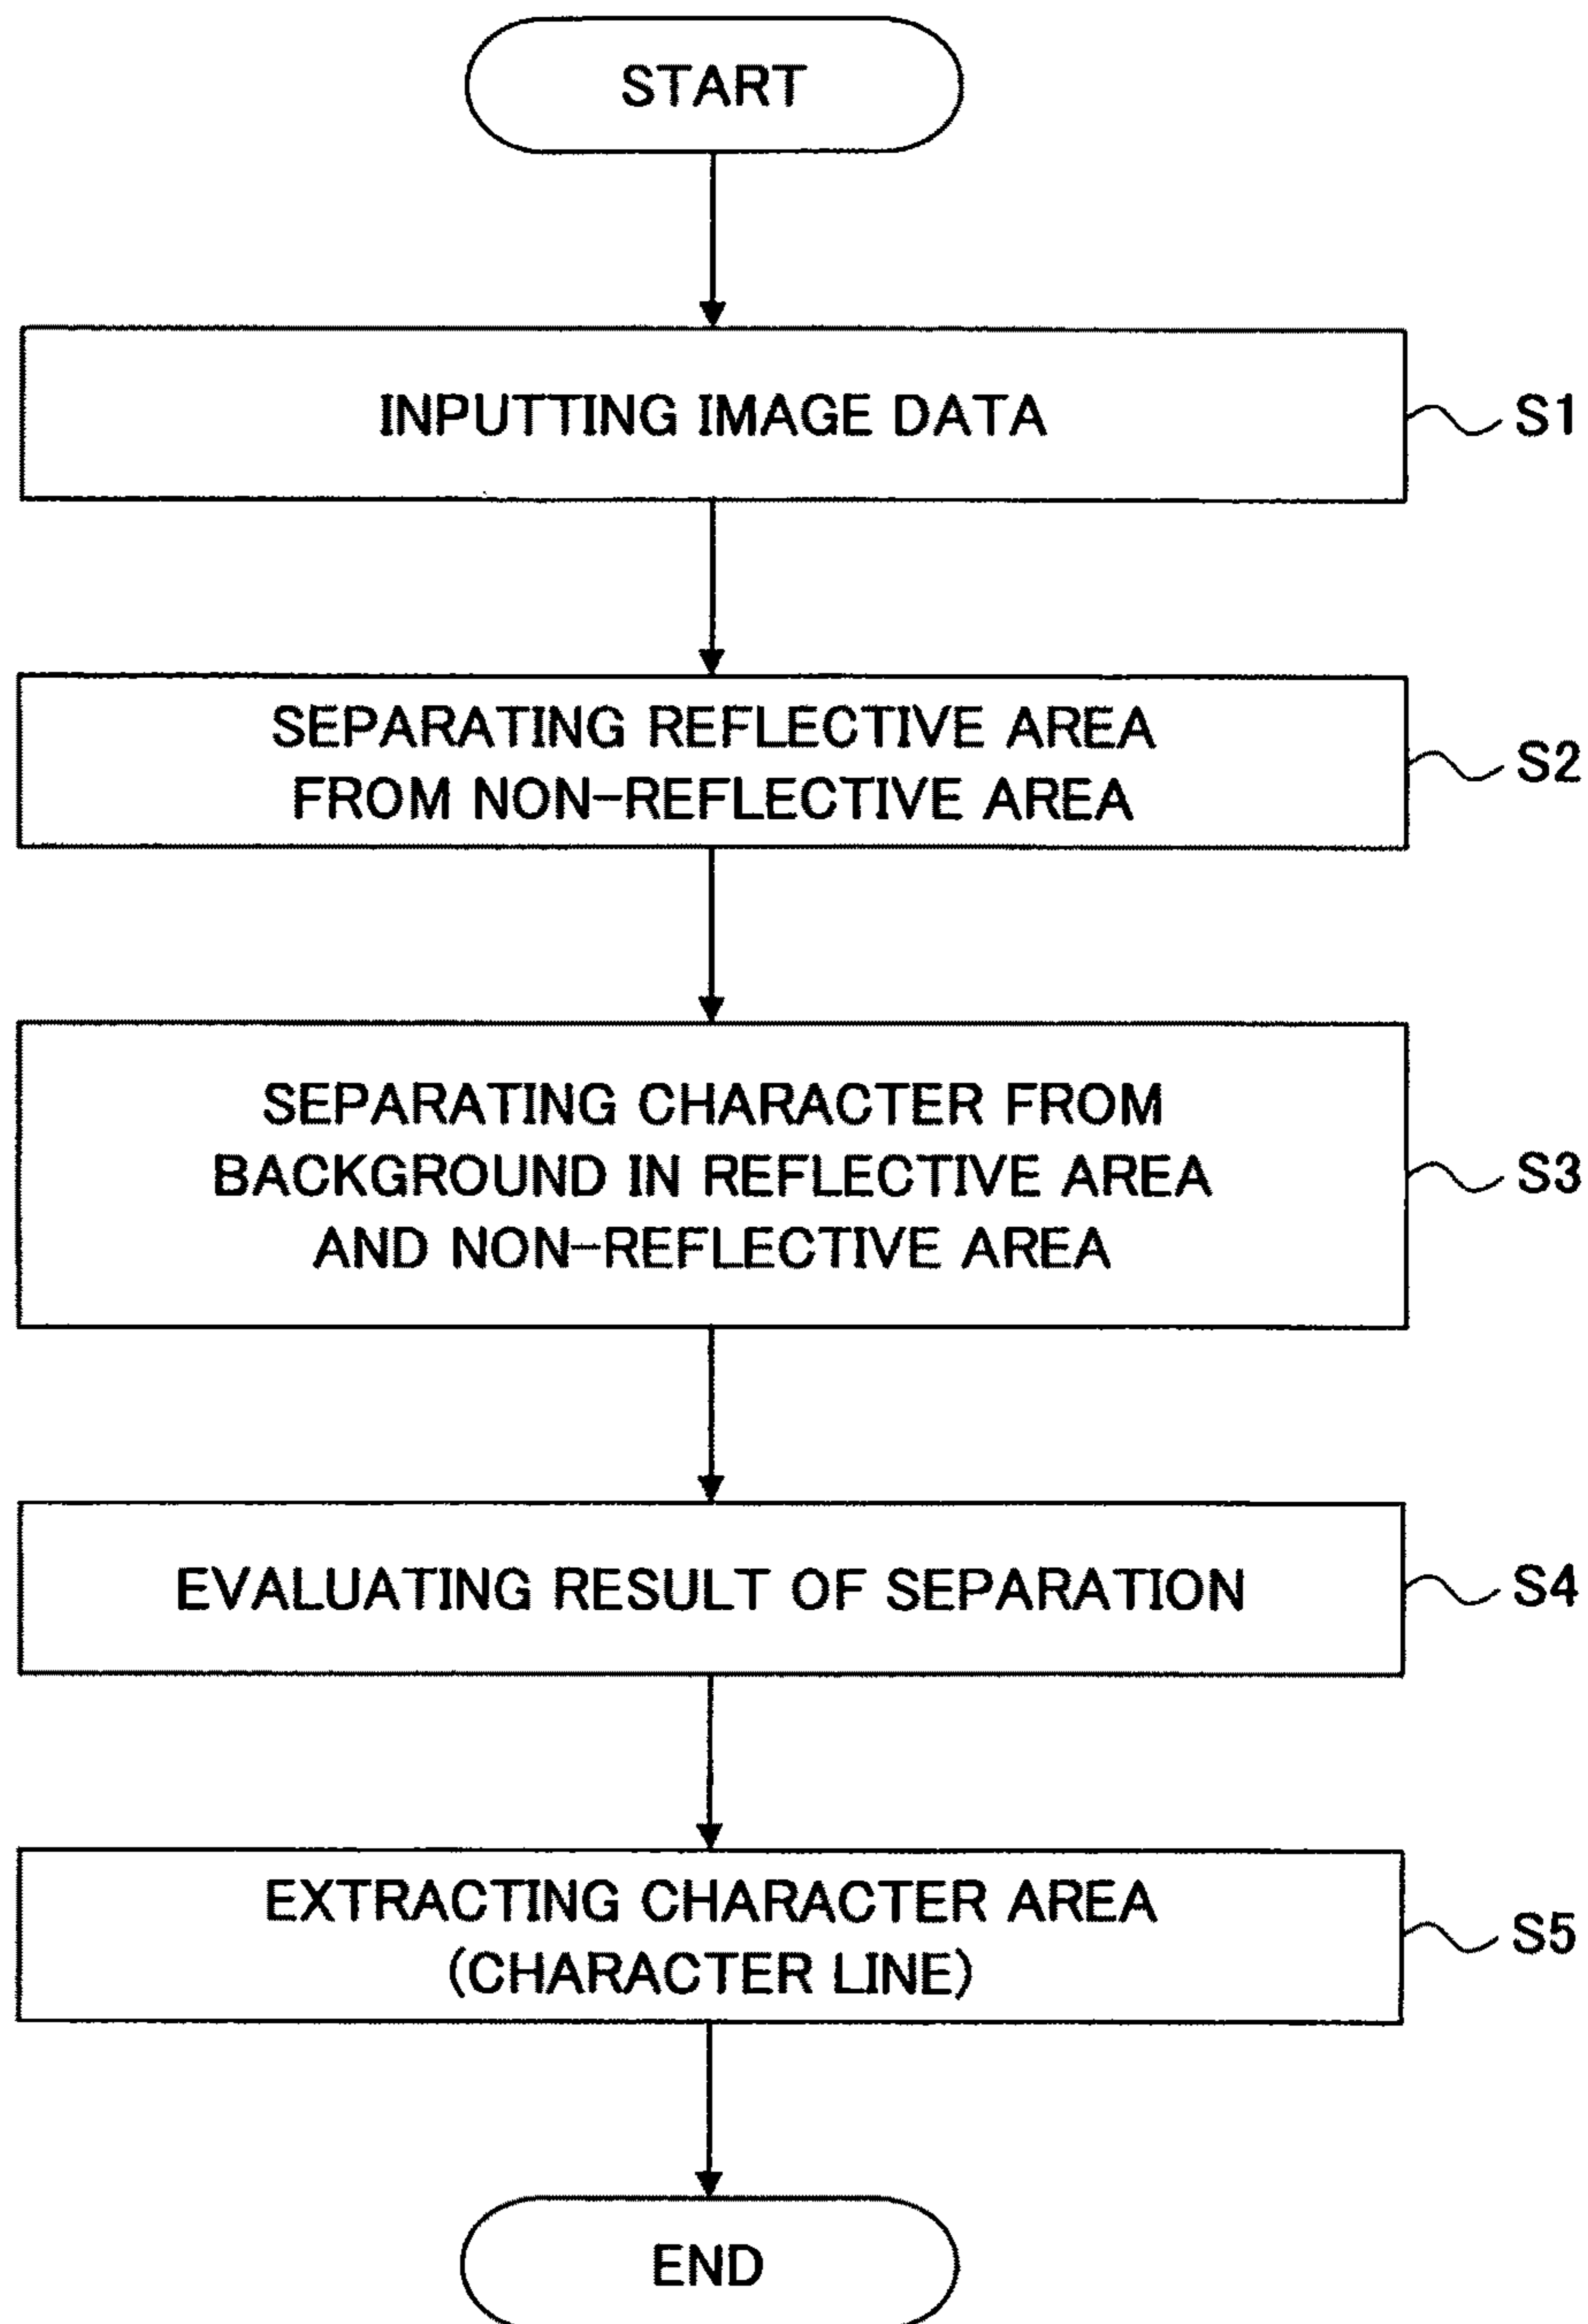 START
INPUTTING IMAGE DATA
S1
SEPARATING REFLECTIVE AREA
FROM NON-REFLECTIVE AREA
S2
SEPARATING CHARACTER FROM
BACKGROUND IN REFLECTIVE AREA
AND NON-REFLECTIVE AREA
S3
EVALUATING RESULT OF SEPARATION
S4
EXTRACTING CHARACTER AREA
(CHARACTER LINE)
S5
END